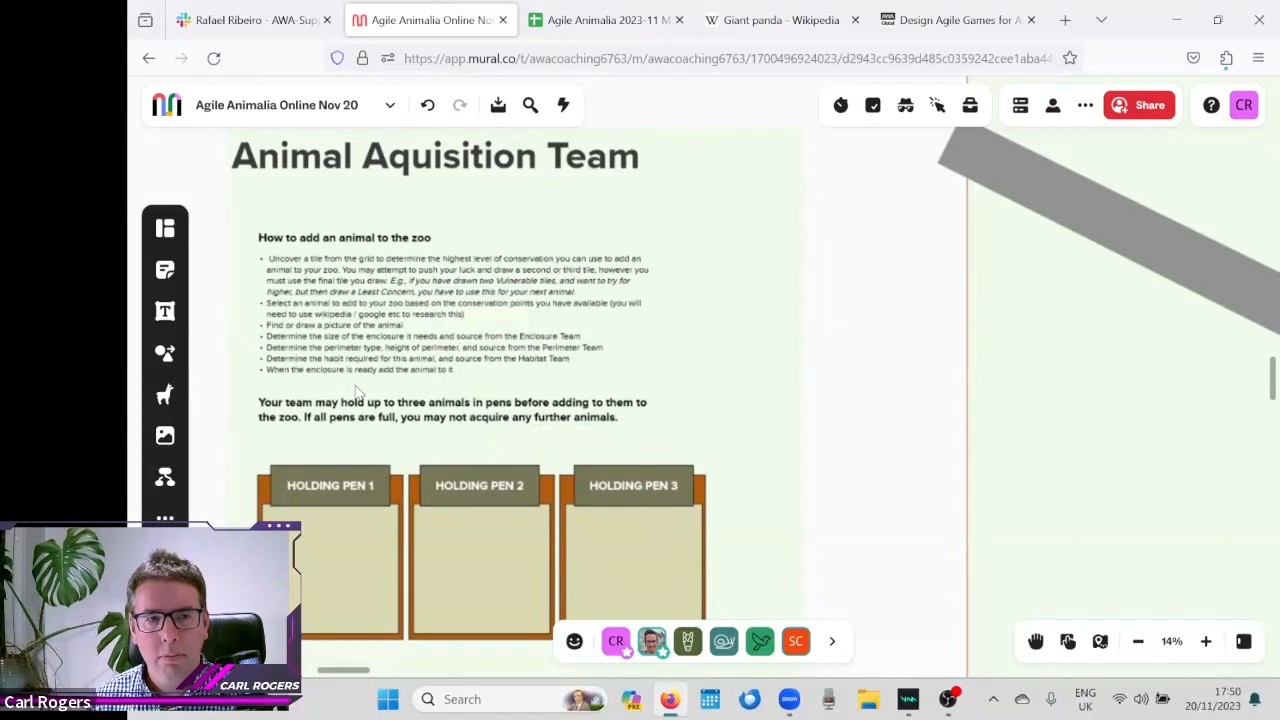 Rafael Ribeiro - AWA-Sup
Agile Animalia Online No
Agile Animalia 2023-11 M
Giant panda - Wikipedia
Design Agile Games for A
https://app.mural.co/t/awacoaching6763/m/awacoaching6763/1700496924023/d2943cc9639d485c0359242cee1aba44
Agile Animalia Online Nov 20
Share
CR
Animal Aquisition Team
How to add an animal to the zoo
• Uncover a tile from the grid to determine the highest level of conservation you can use to add an
animal to your zoo. You may attempt to push your luck and draw a second or third tile, however you
must use the final tile you draw. E.g., if you have drawn two Vulnerable tiles, and want to try for
higher, but then draw a Least Concern, you have to use this for your next animal.
• Select an animal to add to your zoo based on the conservation points you have available (you will
need to use wikipedia / google etc to research this)
• Find or draw a picture of the animal
• Determine the size of the enclosure it needs and source from the Enclosure Team
• Determine the perimeter type, height of perimeter, and source from the Perimeter Team
• Determine the habit required for this animal, and source from the Habitat Team
• When the enclosure is ready add the animal to it
Your team may hold up to three animals in pens before adding to them to
the zoo. If all pens are full, you may not acquire any further animals.
HOLDING PEN 1
HOLDING PEN 2
HOLDING PEN 3
CR
SC
14%
CARL ROGERS
Carl Rogers
Search
PRE
zoom
ENG
UK
20/11/2023